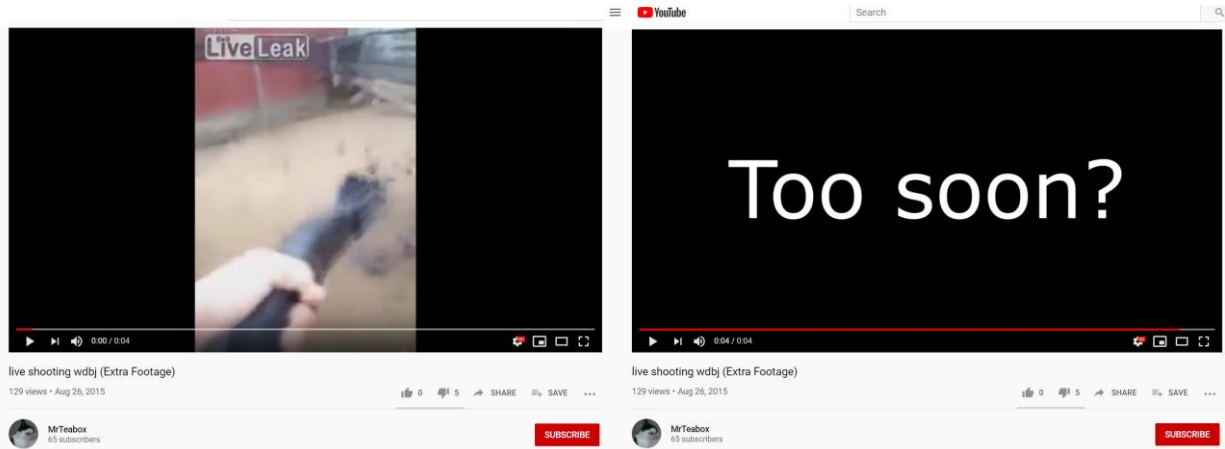 LiveLeak
0:00 / 0:04
live shooting wdbj (Extra Footage)
129 views • Aug 26, 2015
0
5
SHARE
SAVE
MrTeabox
65 subscribers
SUBSCRIBE
YouTube
Search
Too soon?
0:04 / 0:04
live shooting wdbj (Extra Footage)
129 views • Aug 26, 2015
0
5
SHARE
SAVE
MrTeabox
65 subscribers
SUBSCRIBE